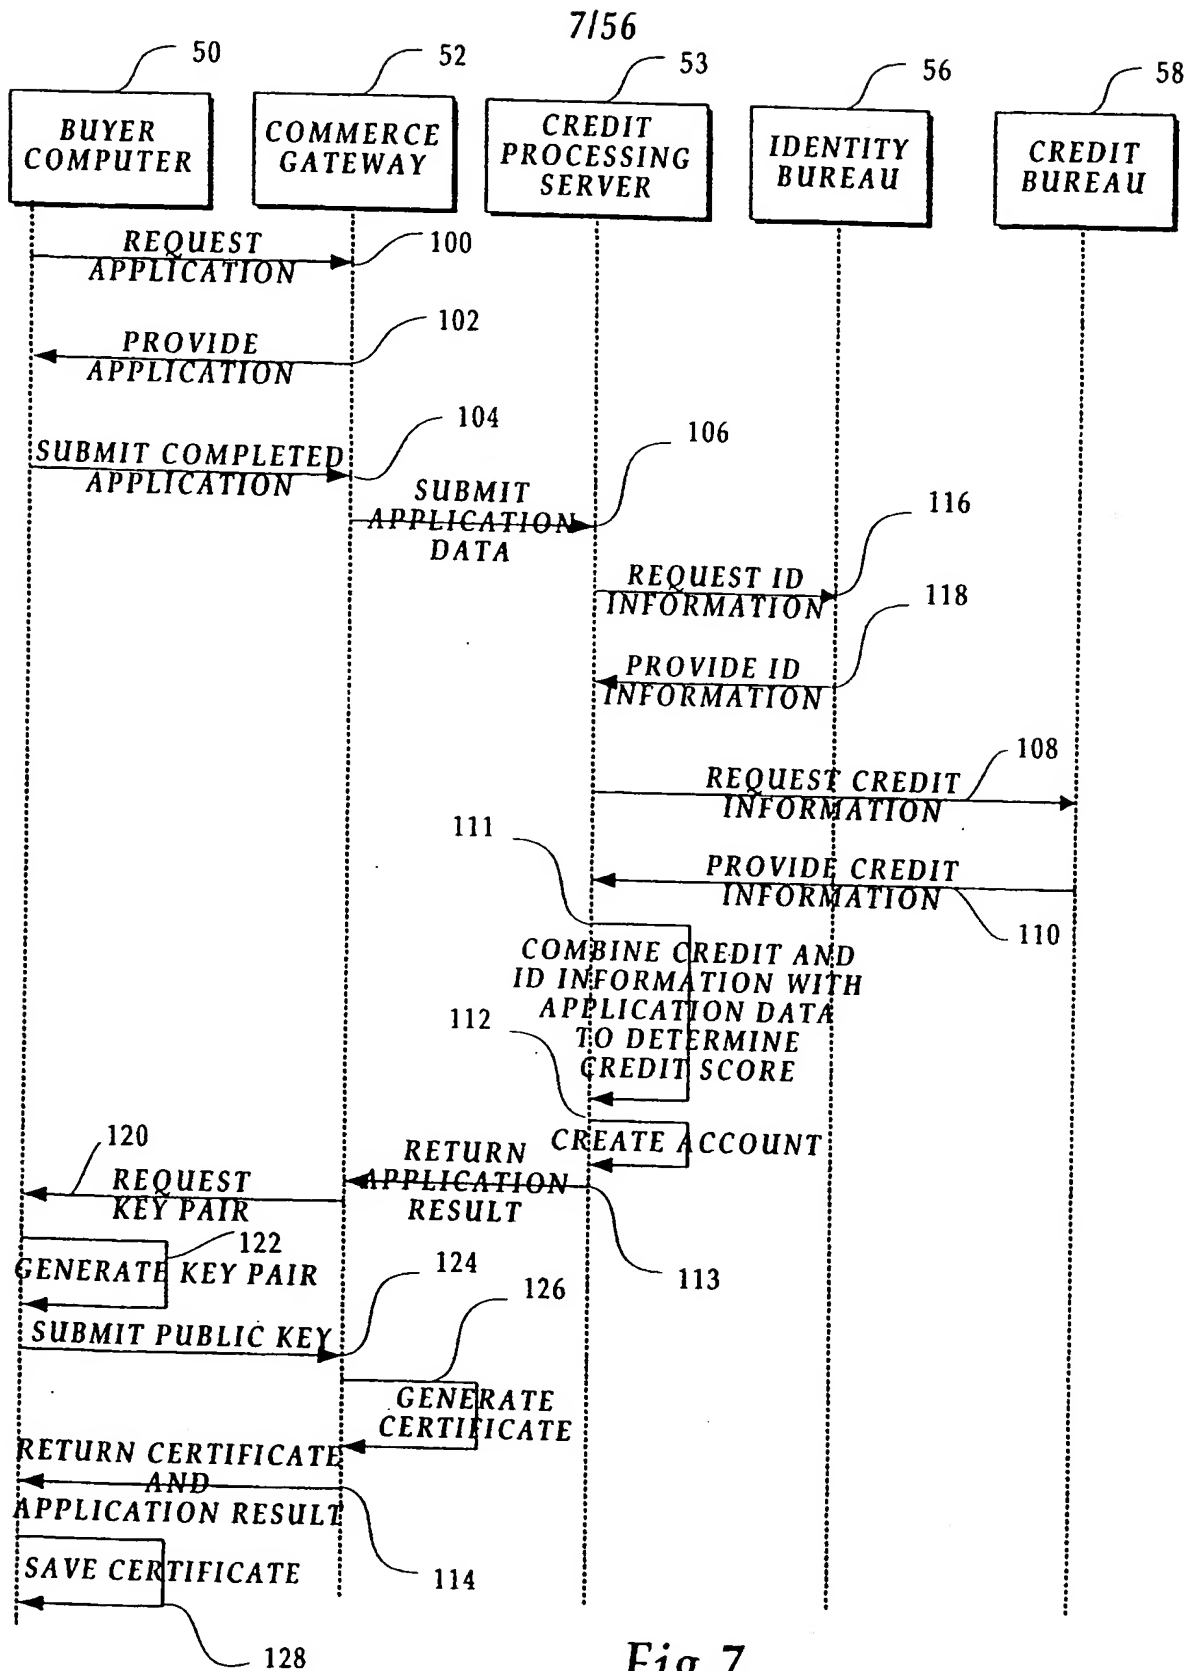 7/56
50
52
53
56
58
BUYER
COMPUTER
COMMERCE
GATEWAY
CREDIT
PROCESSING
SERVER
IDENTITY
BUREAU
CREDIT
BUREAU
REQUEST
APPLICATION
100
PROVIDE
APPLICATION
102
SUBMIT COMPLETED
APPLICATION
104
SUBMIT
APPLICATION
DATA
106
REQUEST ID
INFORMATION
116
PROVIDE ID
INFORMATION
118
REQUEST CREDIT
INFORMATION
108
PROVIDE CREDIT
INFORMATION
110
111
COMBINE CREDIT AND
ID INFORMATION WITH
APPLICATION DATA
TO DETERMINE
CREDIT SCORE
112
CREATE ACCOUNT
RETURN
APPLICATION
RESULT
113
120
REQUEST
KEY PAIR
122
GENERATE KEY PAIR
124
SUBMIT PUBLIC KEY
126
GENERATE
CERTIFICATE
RETURN CERTIFICATE
AND
APPLICATION RESULT
114
SAVE CERTIFICATE
128
Fig.7